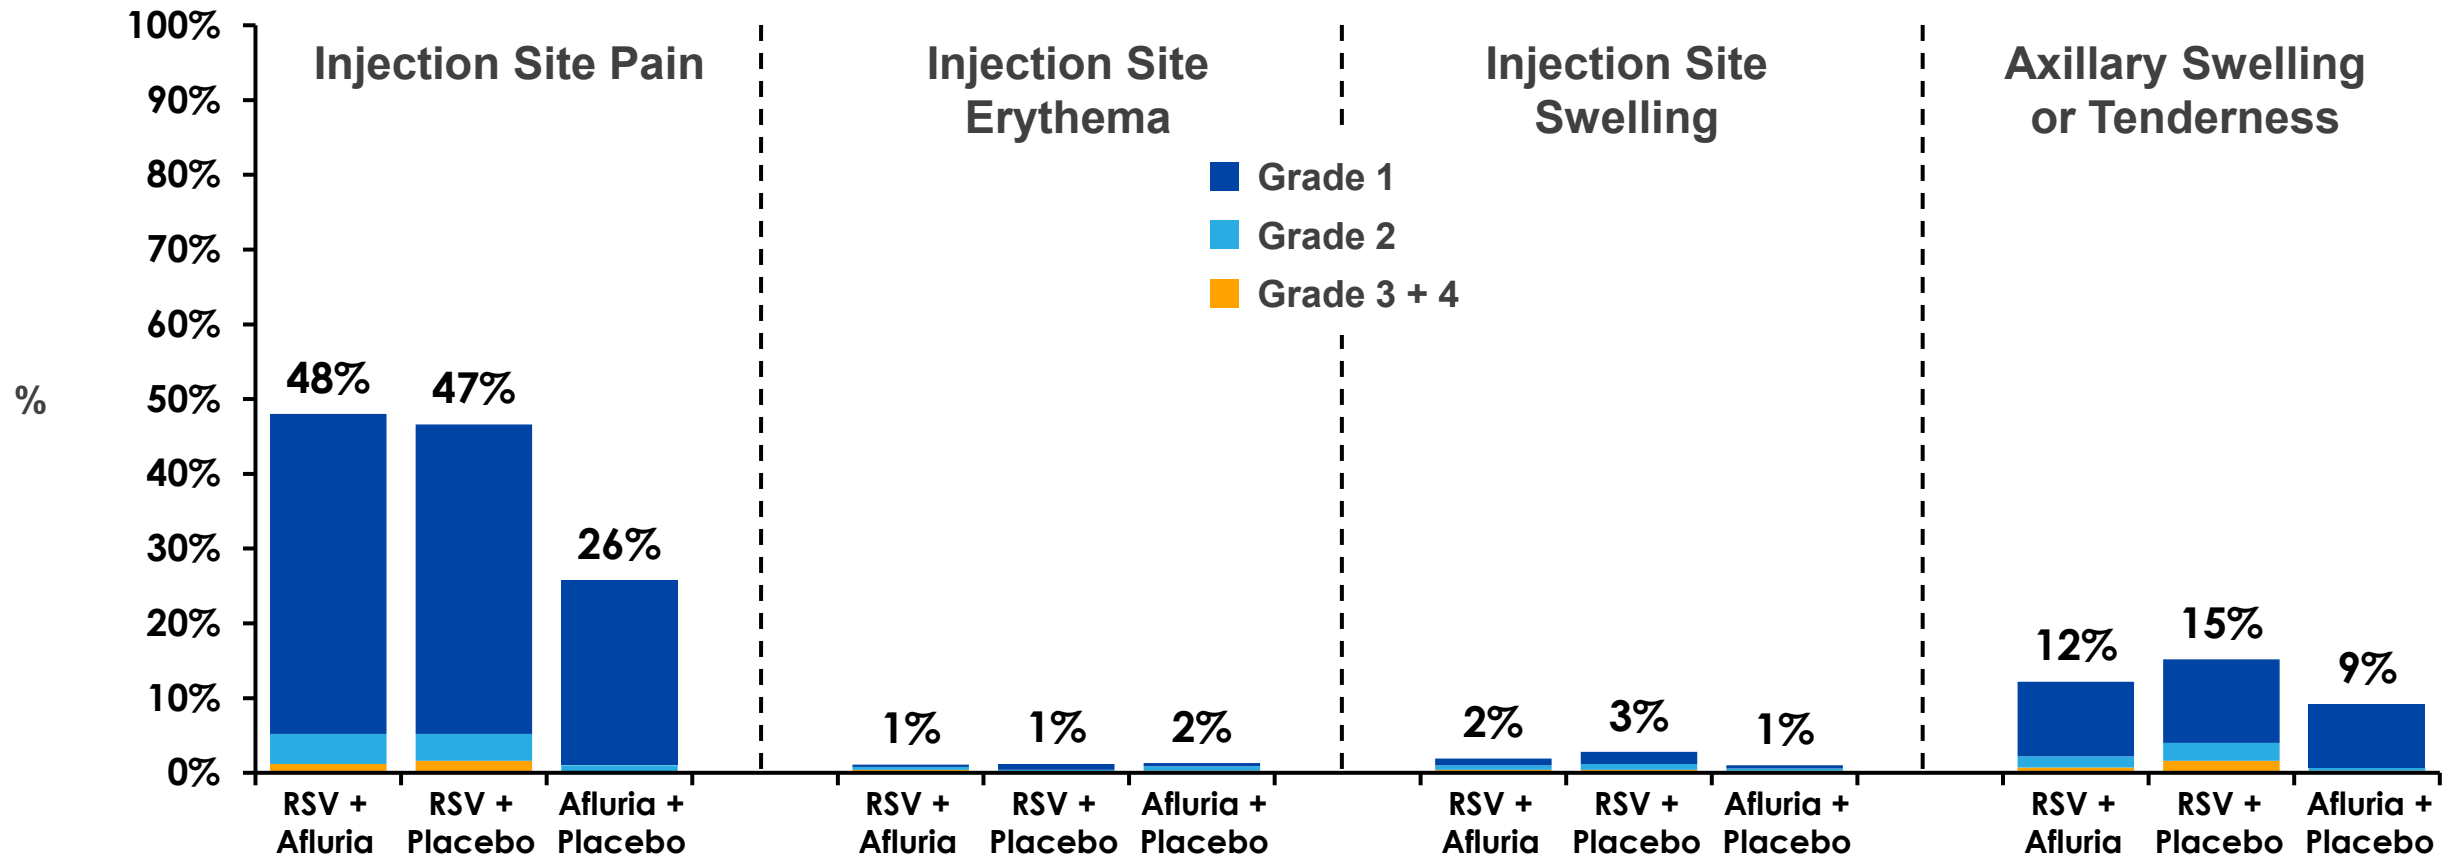 Injection Site Pain
Injection Site
Erythema
Injection Site
Swelling
Axillary Swelling
or Tenderness
Grade 1
Grade 2
Grade 3 + 4
%
100%
90%
80%
70%
60%
50%
40%
30%
20%
10%
0%
48%
47%
26%
1%
1%
2%
2%
3%
1%
12%
15%
9%
RSV +
Afluria
RSV +
Placebo
Afluria +
Placebo
RSV +
Afluria
RSV +
Placebo
Afluria +
Placebo
RSV +
Afluria
RSV +
Placebo
Afluria +
Placebo
RSV +
Afluria
RSV +
Placebo
Afluria +
Placebo